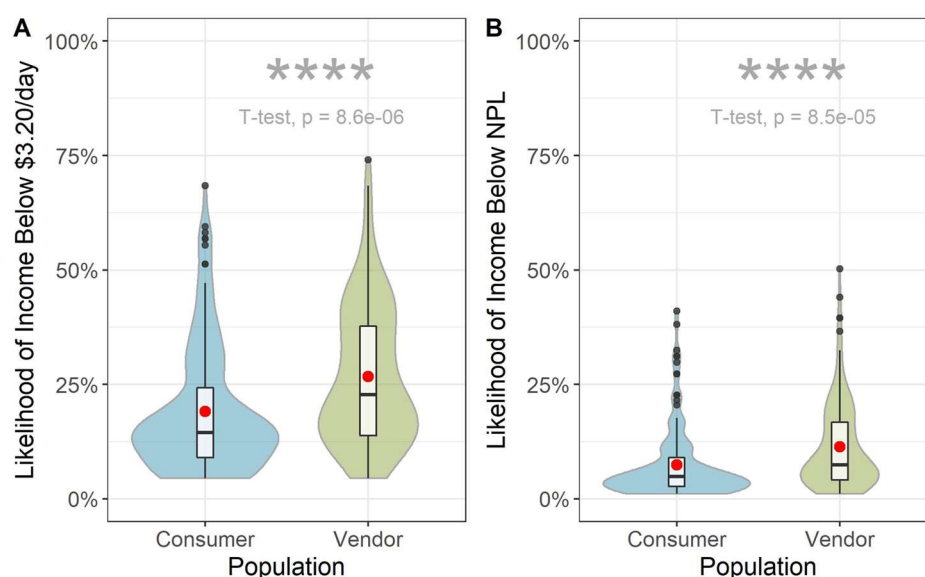 A
Likelihood of Income Below $3.20/day
100%
75%
50%
25%
0%
****
T-test, p = 8.6e-06
Consumer
Vendor
Population
B
Likelihood of Income Below NPL
100%
75%
50%
25%
0%
****
T-test, p = 8.5e-05
Consumer
Vendor
Population